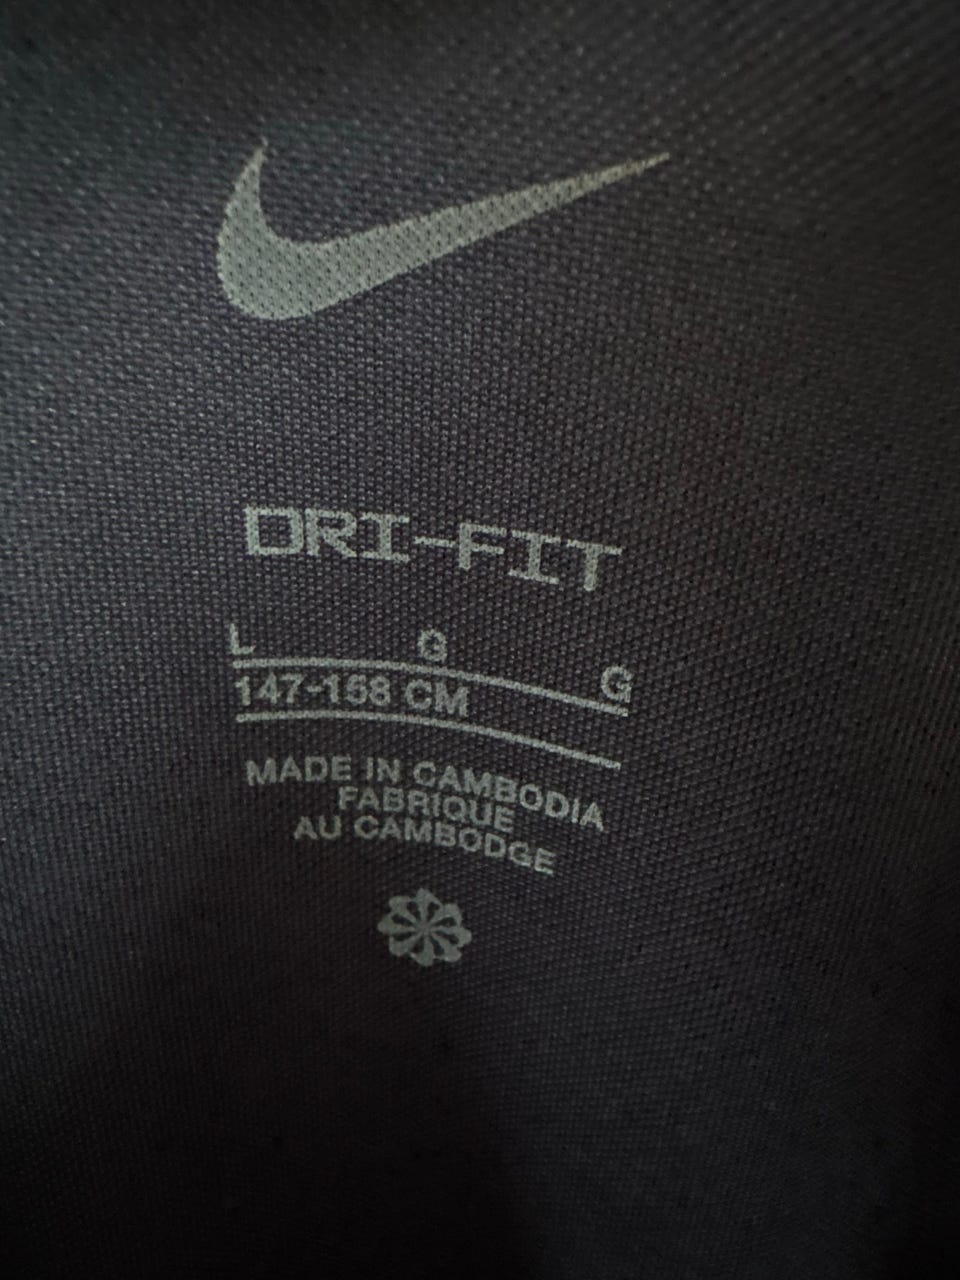 DRI-FIT
L G G
147-158 CM
MADE IN CAMBODIA
FABRIQUE
AU CAMBODGE